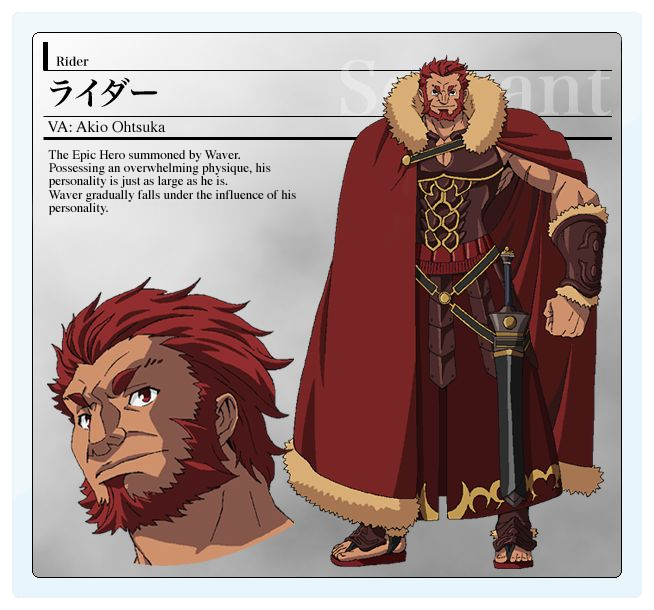 Rider
Servant
ライダー
VA: Akio Ohtsuka
The Epic Hero summoned by Waver.
Possessing an overwhelming physique, his
personality is just as large as he is.
Waver gradually falls under the influence of his
personality.